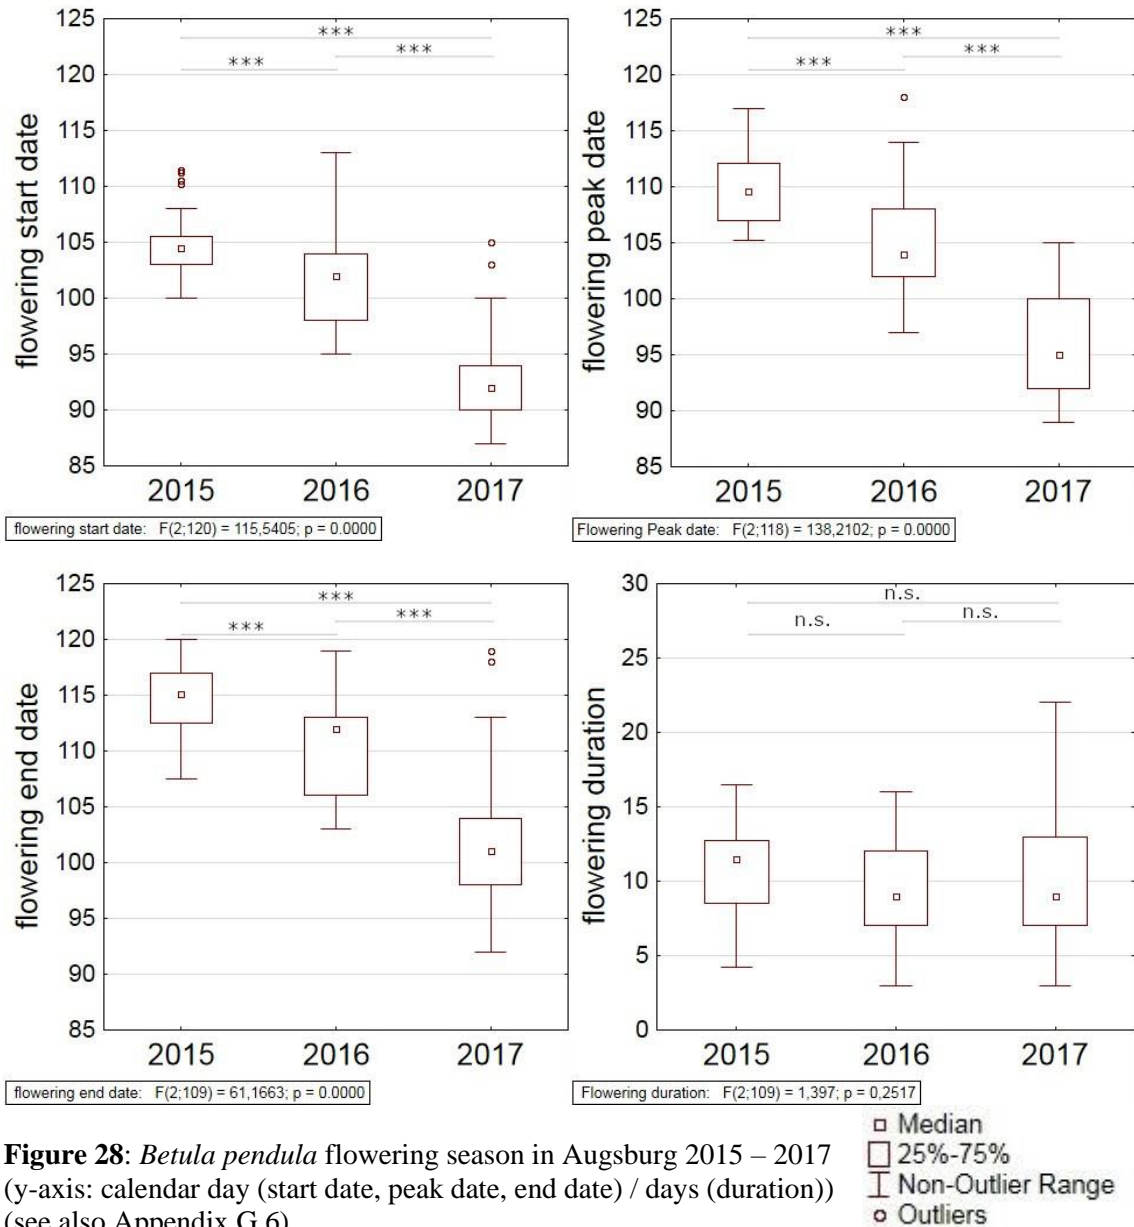 125
120
115
110
105
100
95
90
85
flowering start date
***
***
***
2015 2016 2017
flowering start date: F(2;120) = 115,5405; p = 0.0000
125
120
115
110
105
100
95
90
85
flowering peak date
***
***
***
2015 2016 2017
Flowering Peak date: F(2;118) = 138,2102; p = 0.0000
125
120
115
110
105
100
95
90
85
flowering end date
***
***
***
2015 2016 2017
flowering end date: F(2;109) = 61,1663; p = 0.0000
30
25
20
15
10
5
0
flowering duration
n.s.
n.s.
n.s.
2015 2016 2017
Flowering duration: F(2;109) = 1,397; p = 0,2517
Median
25%-75%
Non-Outlier Range
Outliers
Figure 28: Betula pendula flowering season in Augsburg 2015 – 2017
(y-axis: calendar day (start date, peak date, end date) / days (duration))
(see also Appendix G.6)